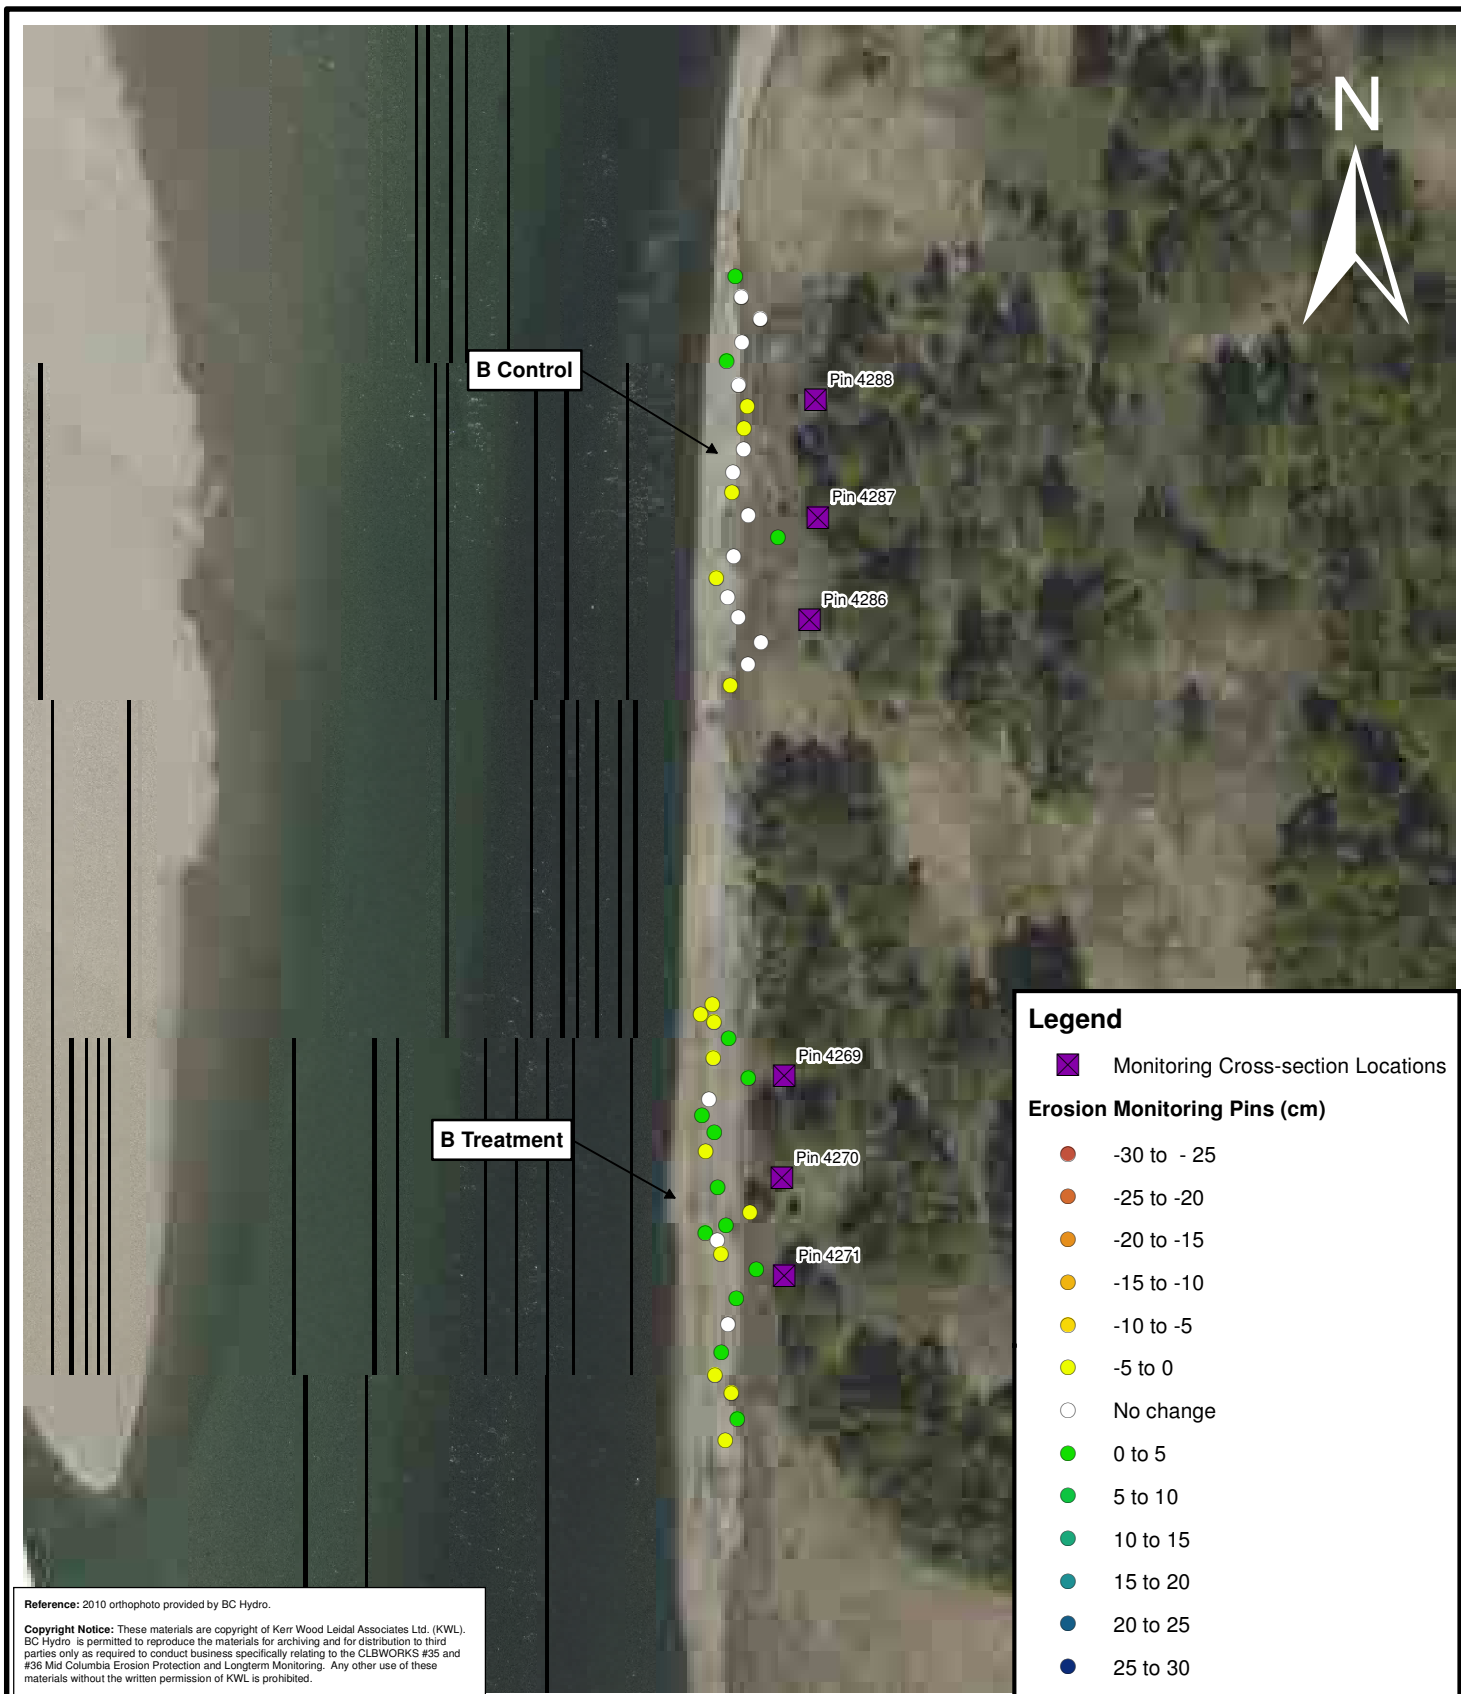 N
B Control
Pin 4288
Pin 4287
Pin 4286
B Treatment
Pin 4269
Pin 4270
Pin 4271
Legend
Monitoring Cross-section Locations
Erosion Monitoring Pins (cm)
-30 to - 25
-25 to -20
-20 to -15
-15 to -10
-10 to -5
-5 to 0
No change
0 to 5
5 to 10
10 to 15
15 to 20
20 to 25
25 to 30
Reference: 2010 orthophoto provided by BC Hydro.
Copyright Notice: These materials are copyright of Kerr Wood Leidal Associates Ltd. (KWL).
BC Hydro is permitted to reproduce the materials for archiving and for distribution to third
parties only as required to conduct business specifically relating to the CLBWORKS #35 and
#36 Mid Columbia Erosion Protection and Longterm Monitoring. Any other use of these
materials without the written permission of KWL is prohibited.